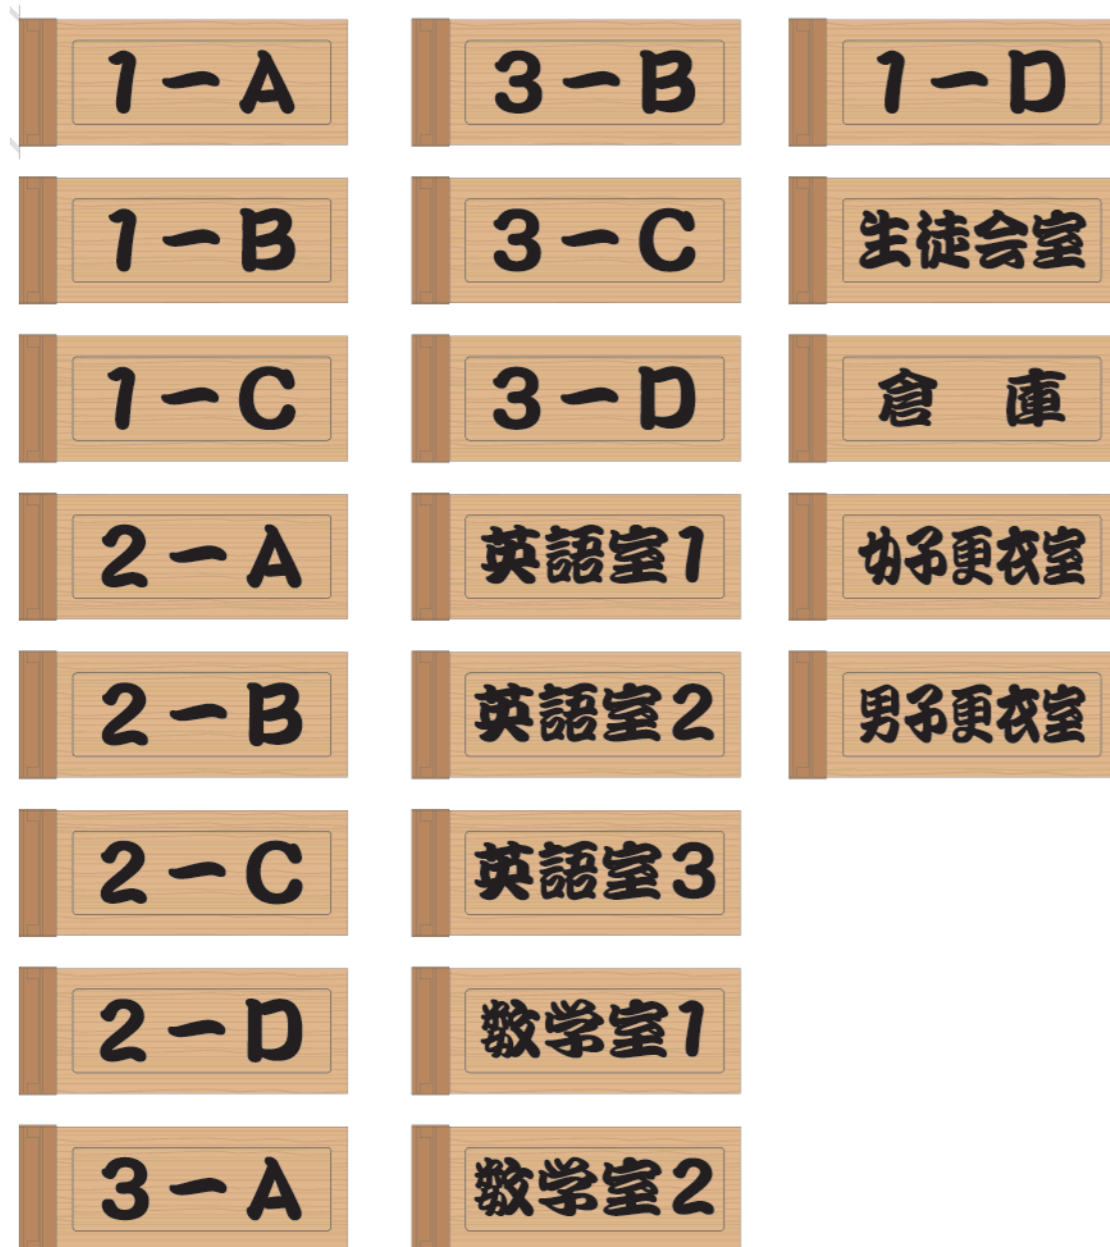 1ーA
1ーB
1ーC
2ーA
2ーB
2ーC
2ーD
3ーA
3ーB
3ーC
3ーD
英語室1
英語室2
英語室3
数学室1
数学室2
1ーD
生徒会室
倉　庫
女子更衣室
男子更衣室